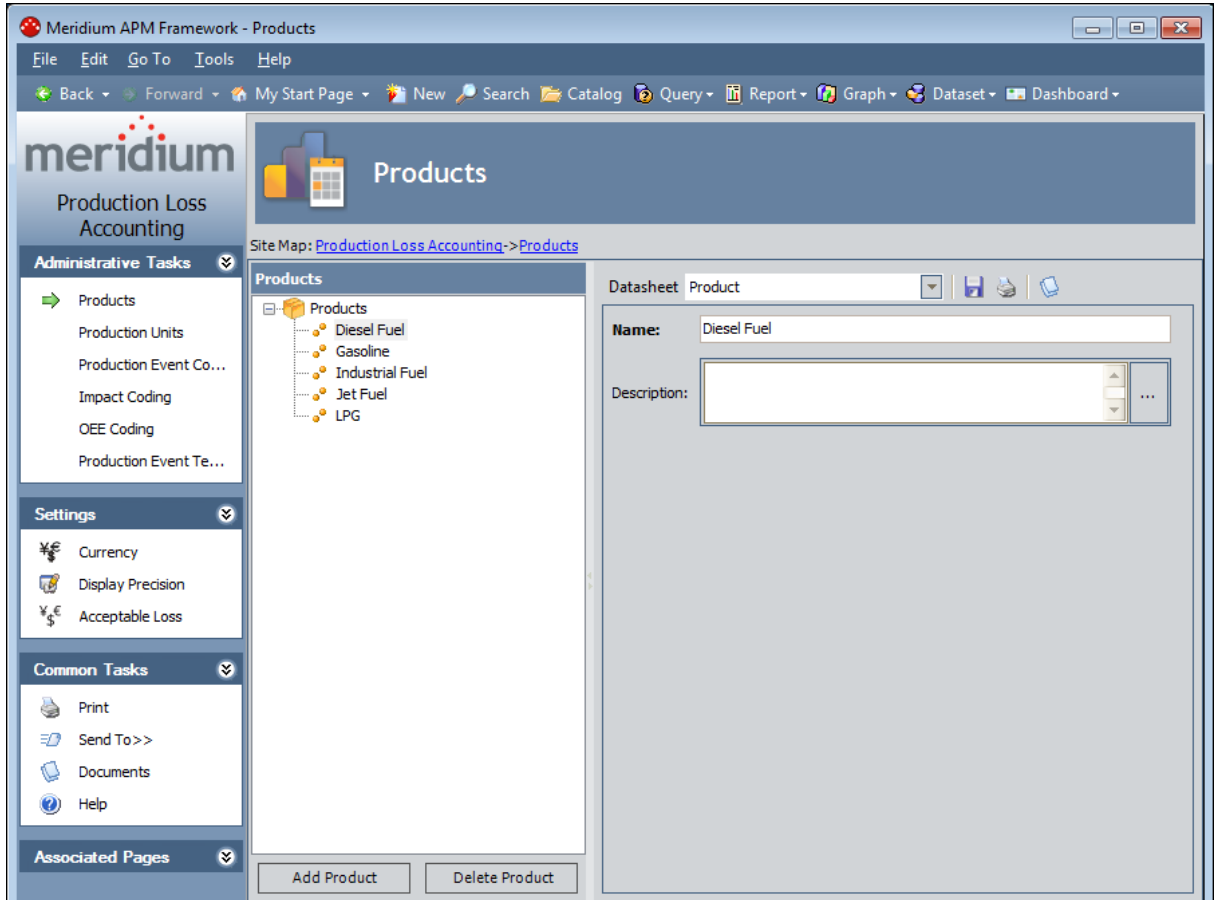 Meridium APM Framework - Products
File Edit Go To Tools Help
Back Forward My Start Page New Search Catalog Query Report Graph Dataset Dashboard
meridium
Production Loss
Accounting
Administrative Tasks
Products
Production Units
Production Event Co...
Impact Coding
OEE Coding
Production Event Te...
Settings
Currency
Display Precision
Acceptable Loss
Common Tasks
Print
Send To>>
Documents
Help
Associated Pages
Products
Site Map: Production Loss Accounting->Products
Products
Products
Diesel Fuel
Gasoline
Industrial Fuel
Jet Fuel
LPG
Add Product Delete Product
Datasheet Product
Name: Diesel Fuel
Description: ...